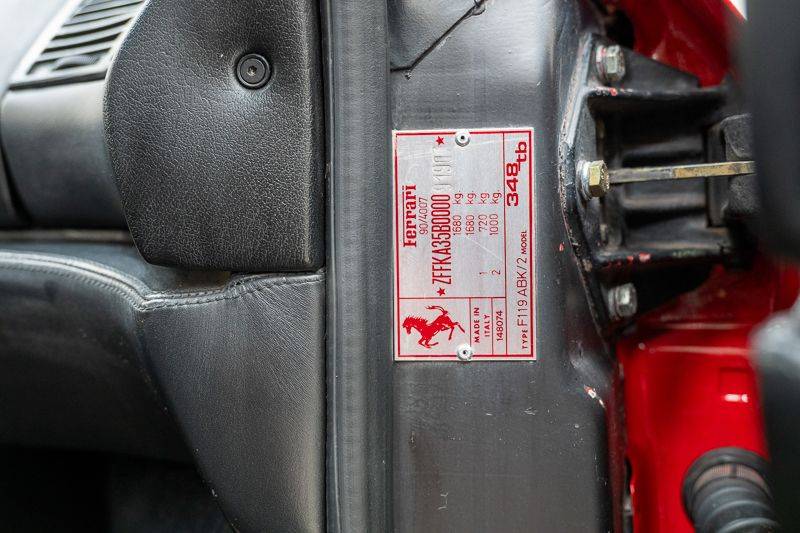 Ferrari
90/4007
★ ZFFKA35B0000
★
1680 kg
1680 kg
1 720 kg
2 1000 kg
348 tb
MADE IN
ITALY
148074
TYPE F119 ABK/2 MODEL